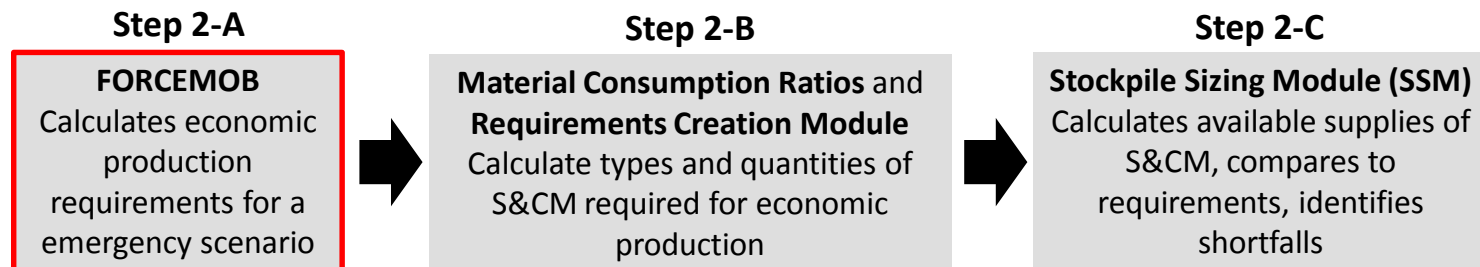 Step 2-A
FORCEMOB
Calculates economic
production
requirements for a
emergency scenario
Step 2-B
Material Consumption Ratios and
Requirements Creation Module
Calculate types and quantities of
S&CM required for economic
production
Step 2-C
Stockpile Sizing Module (SSM)
Calculates available supplies of
S&CM, compares to
requirements, identifies
shortfalls